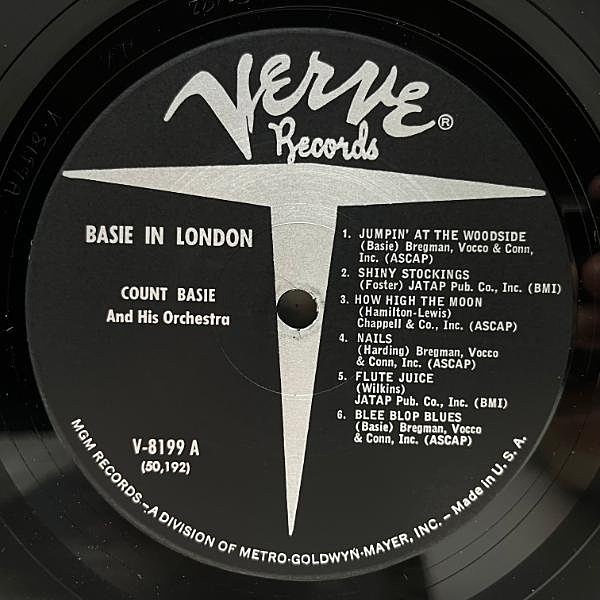 Verve ®
Records
BASIE IN LONDON
COUNT BASIE
And His Orchestra
1. JUMPIN' AT THE WOODSIDE
(Basie) Bregman, Vocco & Conn,
Inc. (ASCAP)
2. SHINY STOCKINGS
(Foster) JATAP Pub. Co., Inc. (BMI)
3. HOW HIGH THE MOON
(Hamilton-Lewis)
Chappell & Co., Inc. (ASCAP)
4. NAILS
(Harding) Bregman, Vocco
& Conn, Inc. (ASCAP)
5. FLUTE JUICE
(Wilkins)
JATAP Pub. Co., Inc. (BMI)
6. BLEE BLOP BLUES
(Basie) Bregman, Vocco
& Conn, Inc. (ASCAP)
V-8199 A
(50,192)
MGM RECORDS–A DIVISION OF METRO-GOLDWYN-MAYER, INC. – Made in U. S. A.